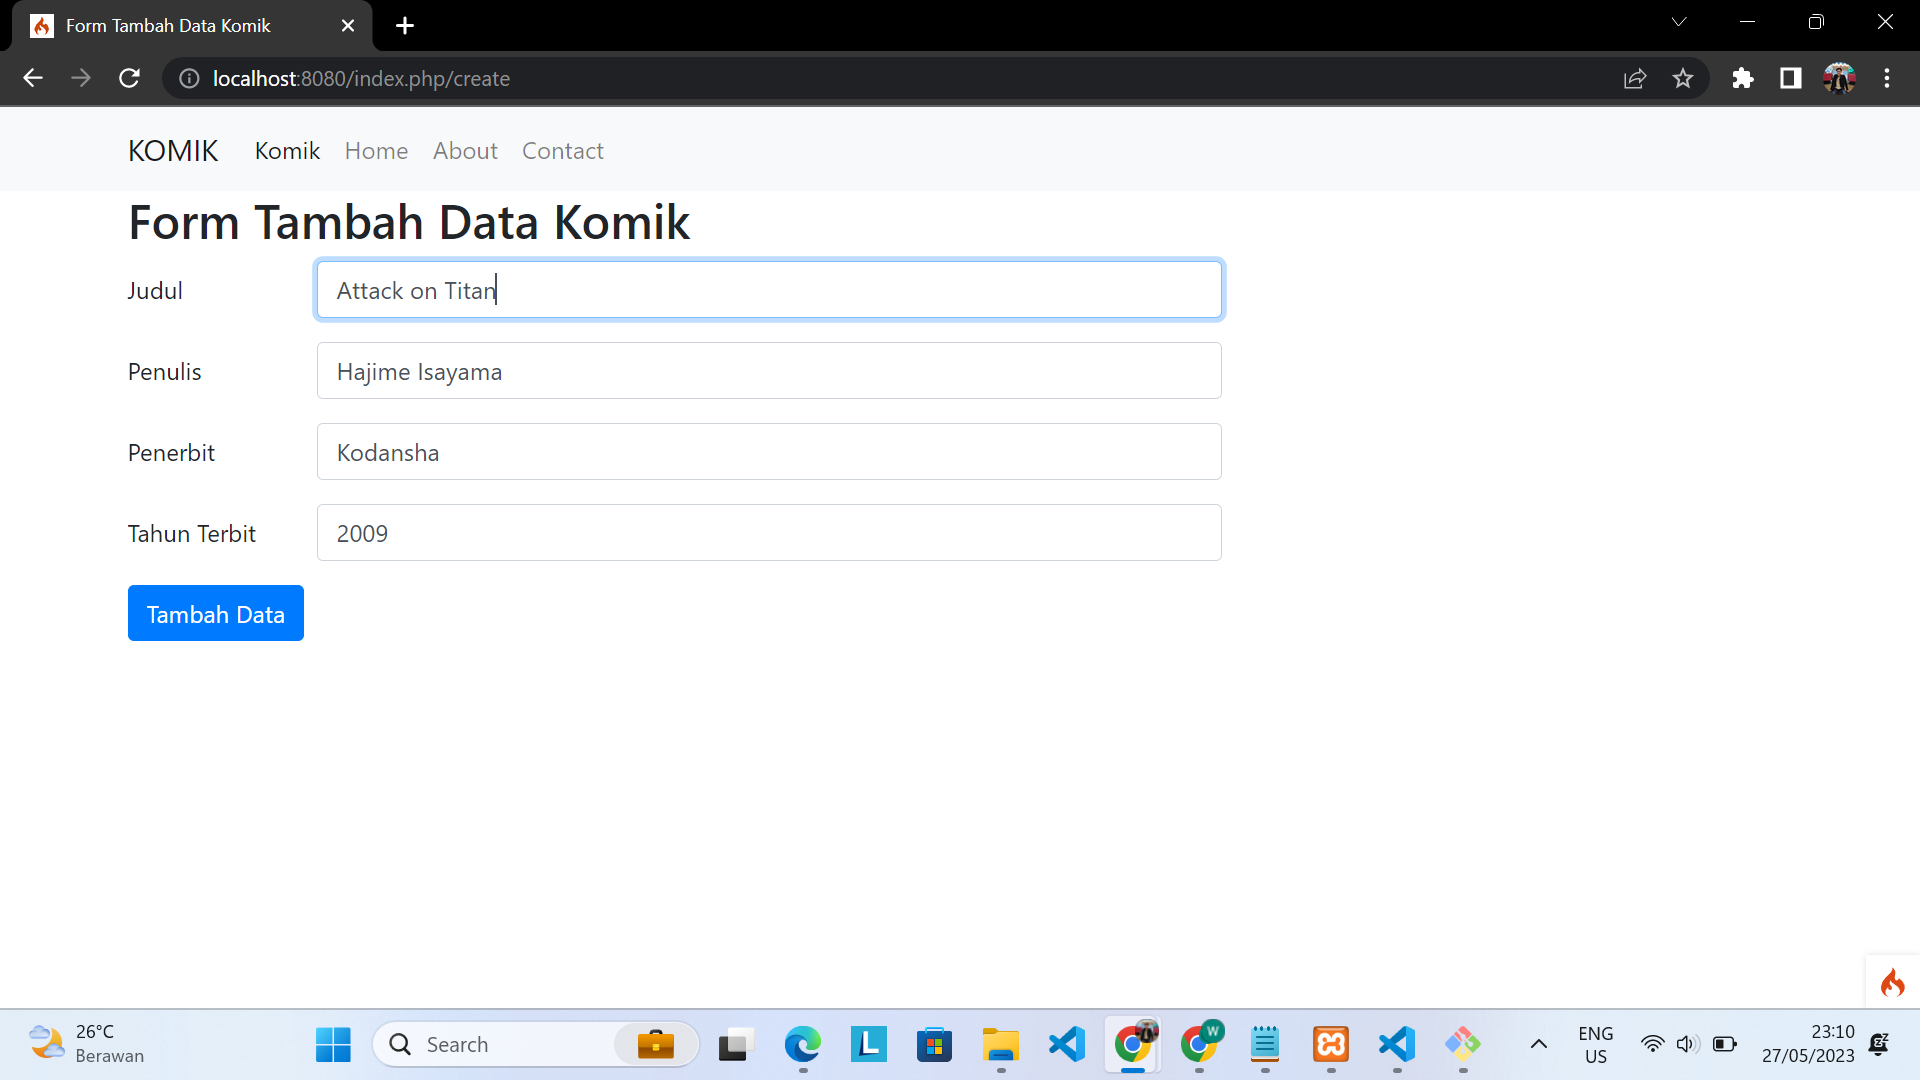 Form Tambah Data Komik
localhost:8080/index.php/create
KOMIK Komik Home About Contact
Form Tambah Data Komik
Judul Attack on Titan
Penulis Hajime Isayama
Penerbit Kodansha
Tahun Terbit 2009
Tambah Data
26°C
Berawan
Search
L
W
ENG
US
23:10
27/05/2023